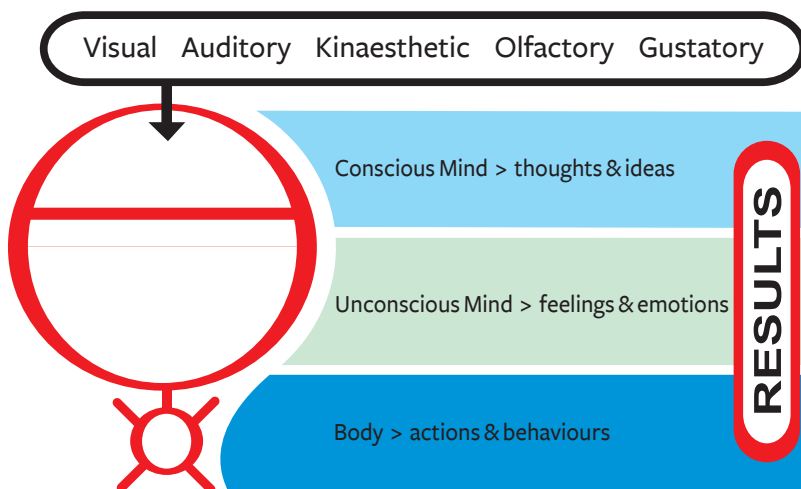 Visual Auditory Kinaesthetic Olfactory Gustatory
Conscious Mind > thoughts & ideas
Unconscious Mind > feelings & emotions
Body > actions & behaviours
RESULTS